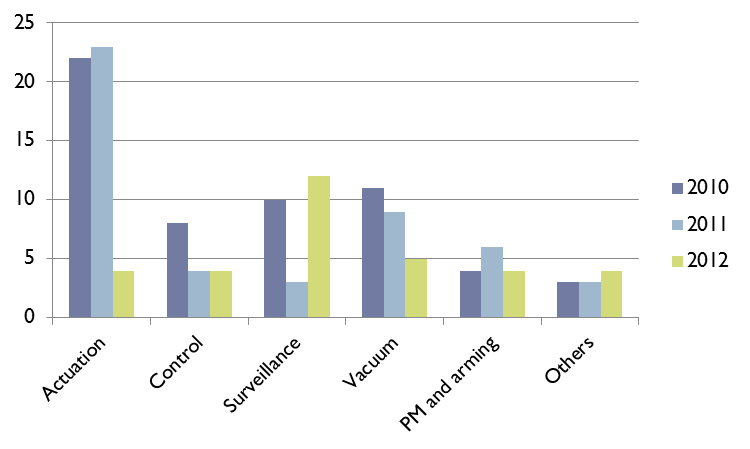 25
20
15
10
5
0
Actuation
Control
Surveillance
Vacuum
PM and arming
Others
2010
2011
2012